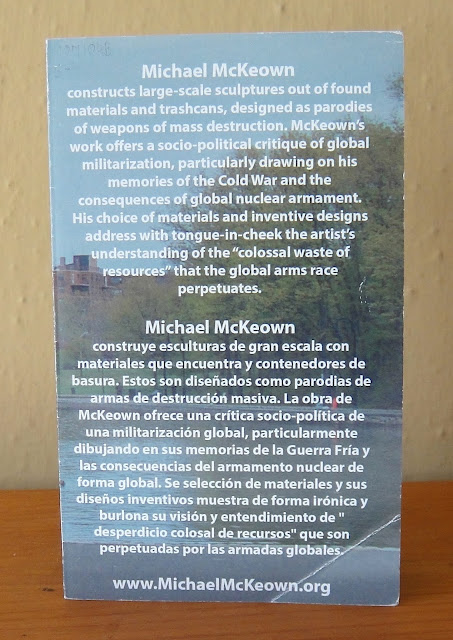 Michael McKeown
constructs large-scale sculptures out of found
materials and trashcans, designed as parodies
of weapons of mass destruction. McKeown's
work offers a socio-political critique of global
militarization, particularly drawing on his
memories of the Cold War and the
consequences of global nuclear armament.
His choice of materials and inventive designs
address with tongue-in-cheek the artist's
understanding of the "colossal waste of
resources" that the global arms race
perpetuates.
Michael McKeown
construye esculturas de gran escala con
materiales que encuentra y contenedores de
basura. Estos son diseñados como parodias de
armas de destrucción masiva. La obra de
McKeown ofrece una crítica socio-política de
una militarización global, particularmente
dibujando en sus memorias de la Guerra Fría y
las consecuencias del armamento nuclear de
forma global. Se selección de materiales y sus
diseños inventivos muestra de forma irónica y
burlona su visión y entendimiento de "
desperdicio colosal de recursos" que son
perpetuadas por las armadas globales.
www.MichaelMcKeown.org